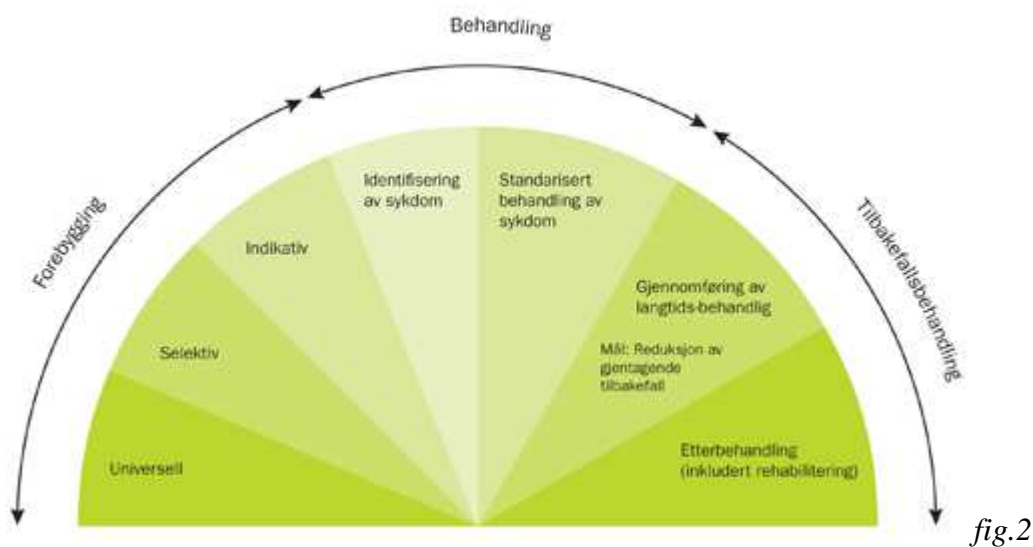 Behandling
Forebygging
Tilbakefallsbehandling
Identifisering
av sykdom
Standarisert
behandling av
sykdom
Indikativ
Gjennomføring av
langtids-behandlig
Selektiv
Mål: Reduksjon av
gjentagende
tilbakefall
Universell
Etterbehandling
(inkludert rehabilitering)
fig.2